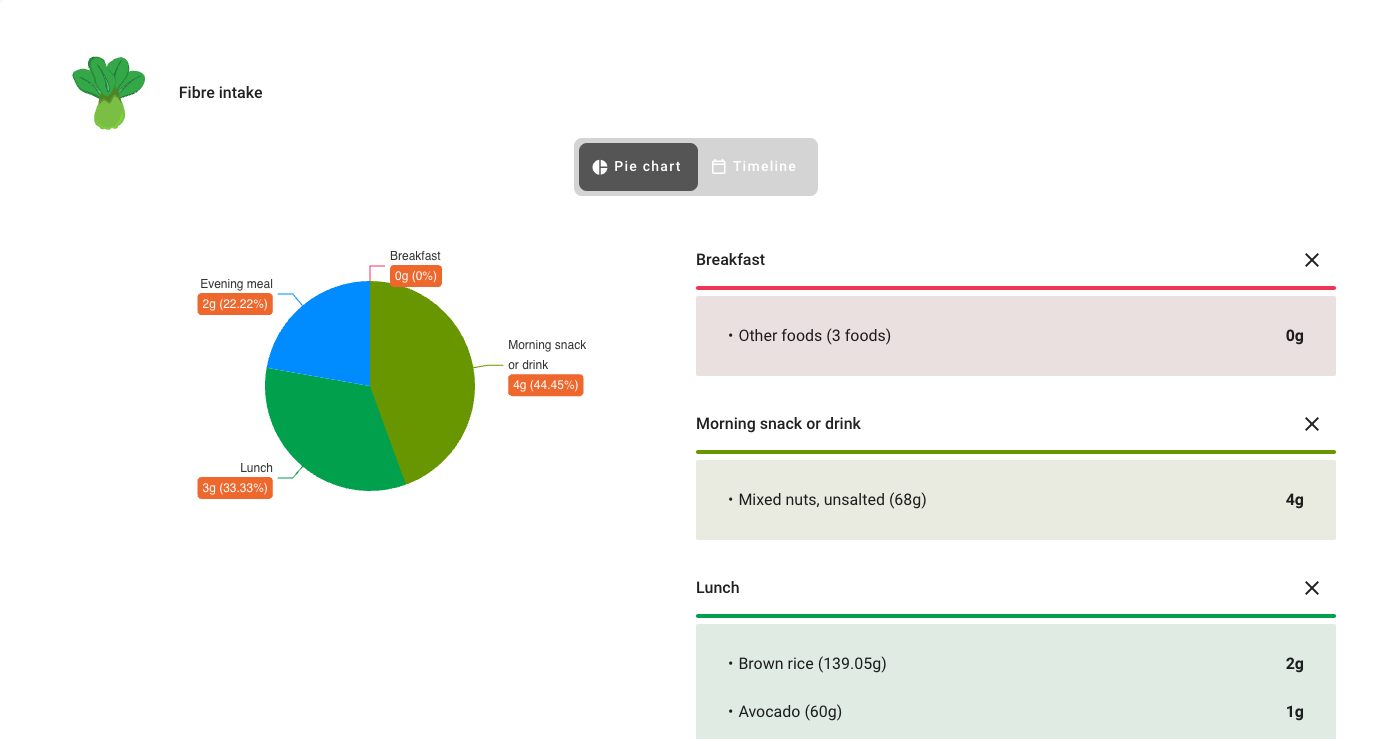 Fibre intake
Pie chart
Timeline
Breakfast
0g (0%)
Evening meal
2g (22.22%)
Morning snack
or drink
4g (44.45%)
Lunch
3g (33.33%)
Breakfast
• Other foods (3 foods) 0g
Morning snack or drink
• Mixed nuts, unsalted (68g) 4g
Lunch
• Brown rice (139.05g) 2g
• Avocado (60g) 1g